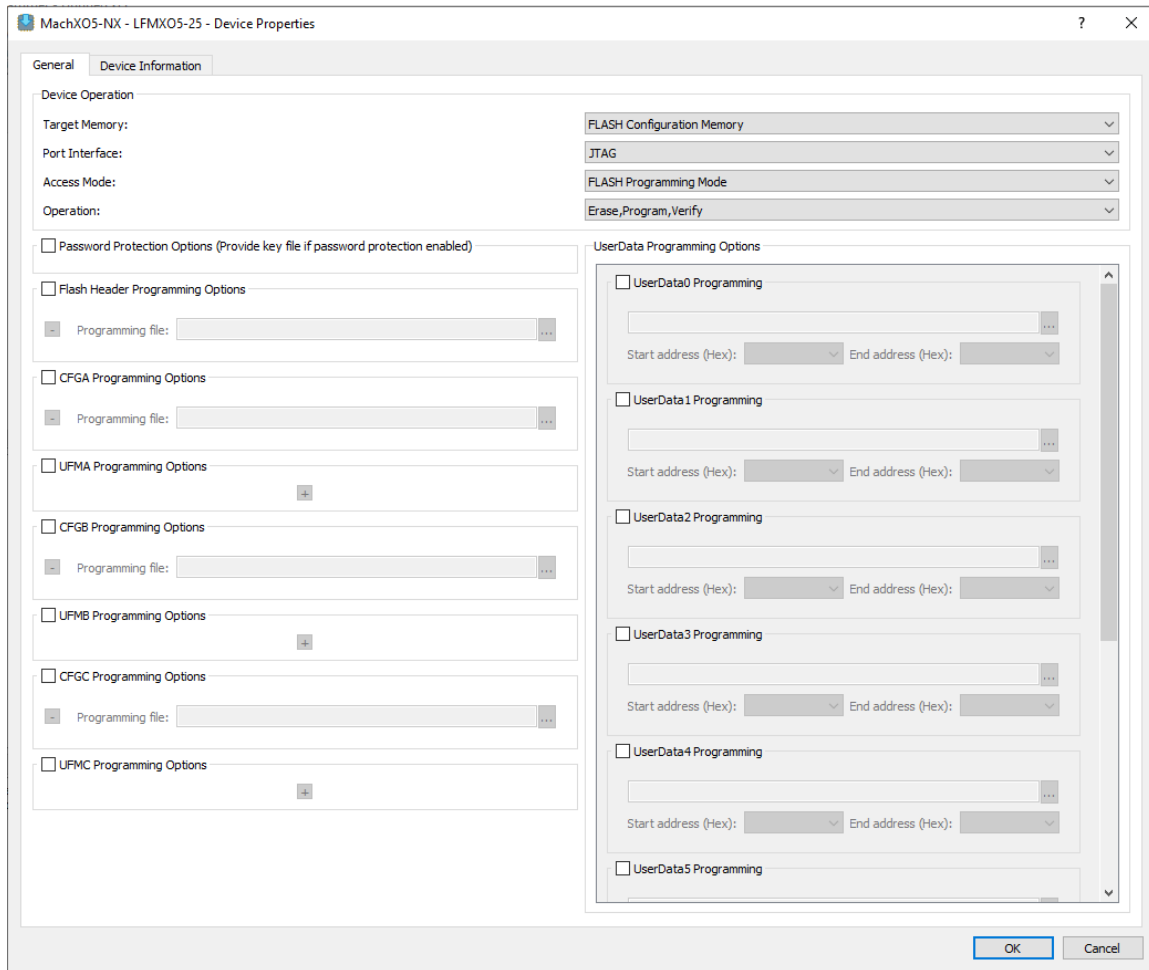 MachXO5-NX - LFMXO5-25 - Device Properties
?
General
Device Information
Device Operation
Target Memory:
FLASH Configuration Memory
Port Interface:
JTAG
Access Mode:
FLASH Programming Mode
Operation:
Erase,Program,Verify
Password Protection Options (Provide key file if password protection enabled)
Flash Header Programming Options
- Programming file: ...
CFGA Programming Options
- Programming file: ...
UFMA Programming Options
+
CFGB Programming Options
- Programming file: ...
UFMB Programming Options
+
CFGC Programming Options
- Programming file: ...
UFMC Programming Options
+
UserData Programming Options
UserData0 Programming
...
Start address (Hex): End address (Hex):
UserData1 Programming
...
Start address (Hex): End address (Hex):
UserData2 Programming
...
Start address (Hex): End address (Hex):
UserData3 Programming
...
Start address (Hex): End address (Hex):
UserData4 Programming
...
Start address (Hex): End address (Hex):
UserData5 Programming
OK
Cancel